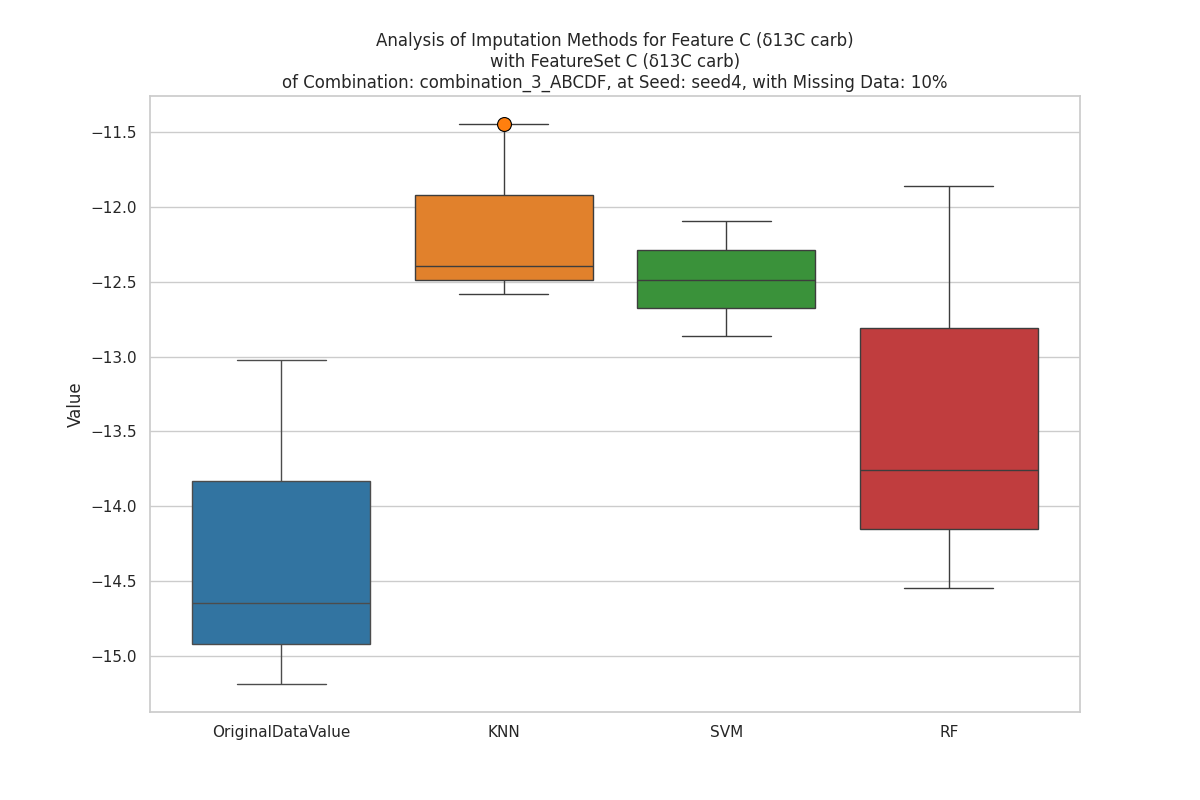 Analysis of Imputation Methods for Feature C (δ13C carb)
with FeatureSet C (δ13C carb)
of Combination: combination_3_ABCDF, at Seed: seed4, with Missing Data: 10%
−11.5
−12.0
−12.5
−13.0
−13.5
−14.0
−14.5
−15.0
Value
OriginalDataValue
KNN
SVM
RF